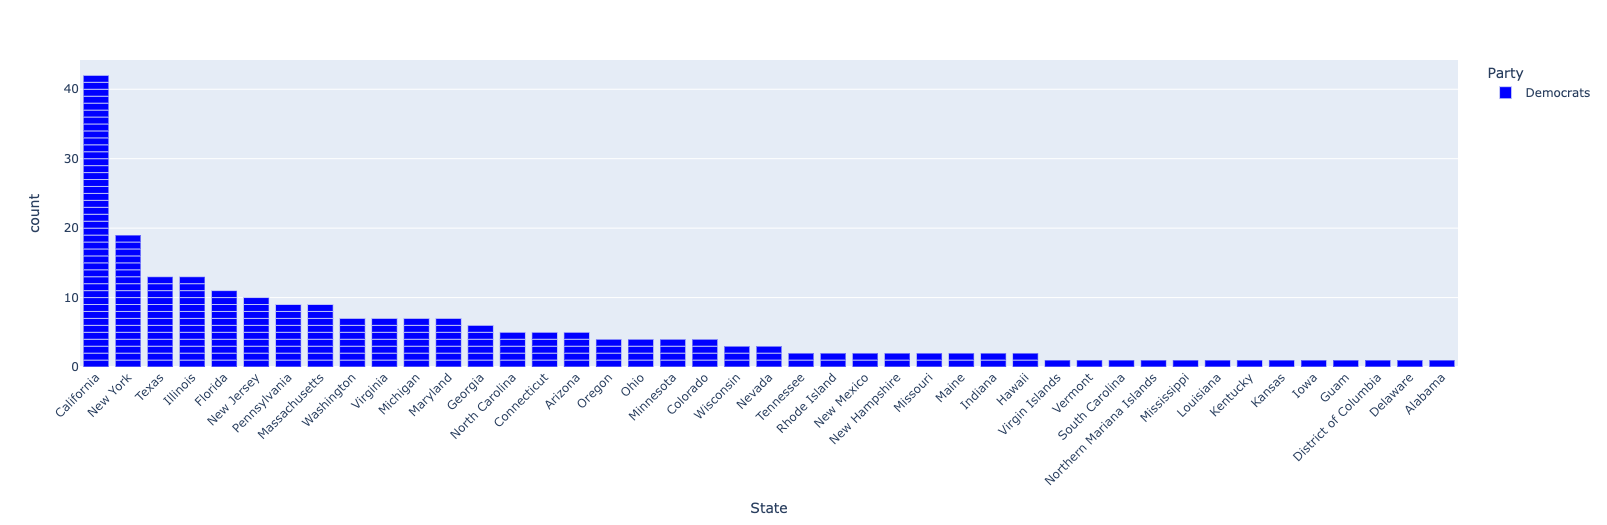 Party
Democrats
count
40
30
20
10
0
California
New York
Texas
Illinois
Florida
New Jersey
Pennsylvania
Massachusetts
Washington
Virginia
Michigan
Maryland
Georgia
North Carolina
Connecticut
Arizona
Oregon
Ohio
Minnesota
Colorado
Wisconsin
Nevada
Tennessee
Rhode Island
New Mexico
New Hampshire
Missouri
Maine
Indiana
Hawaii
Virgin Islands
Vermont
South Carolina
Northern Mariana Islands
Mississippi
Louisiana
Kentucky
Kansas
Iowa
Guam
District of Columbia
Delaware
Alabama
State